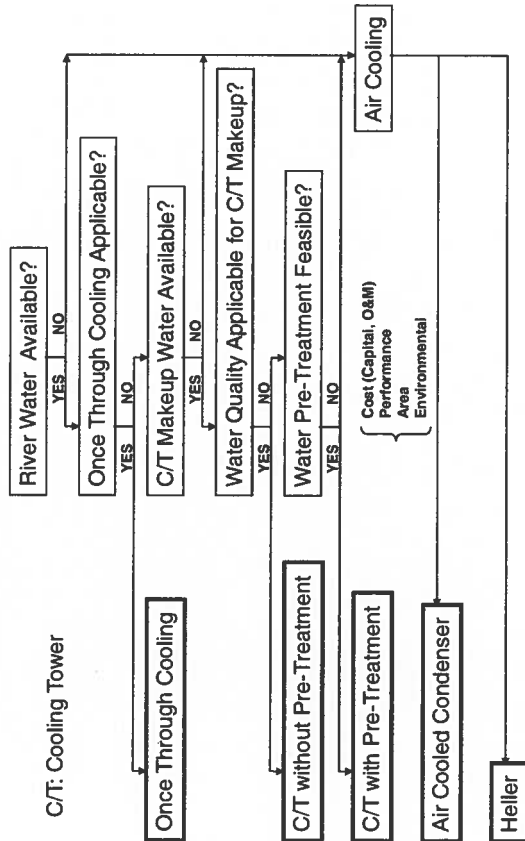 C/T: Cooling Tower
River Water Available?
YES
NO
Once Through Cooling Applicable?
YES
NO
Once Through Cooling
C/T Makeup Water Available?
YES
NO
Water Quality Applicable for C/T Makeup?
YES
NO
C/T without Pre-Treatment
Water Pre-Treatment Feasible?
YES
NO
C/T with Pre-Treatment
Air Cooling
Cost (Capital, O&M)
Performance
Area
Environmental
Air Cooled Condenser
Heller